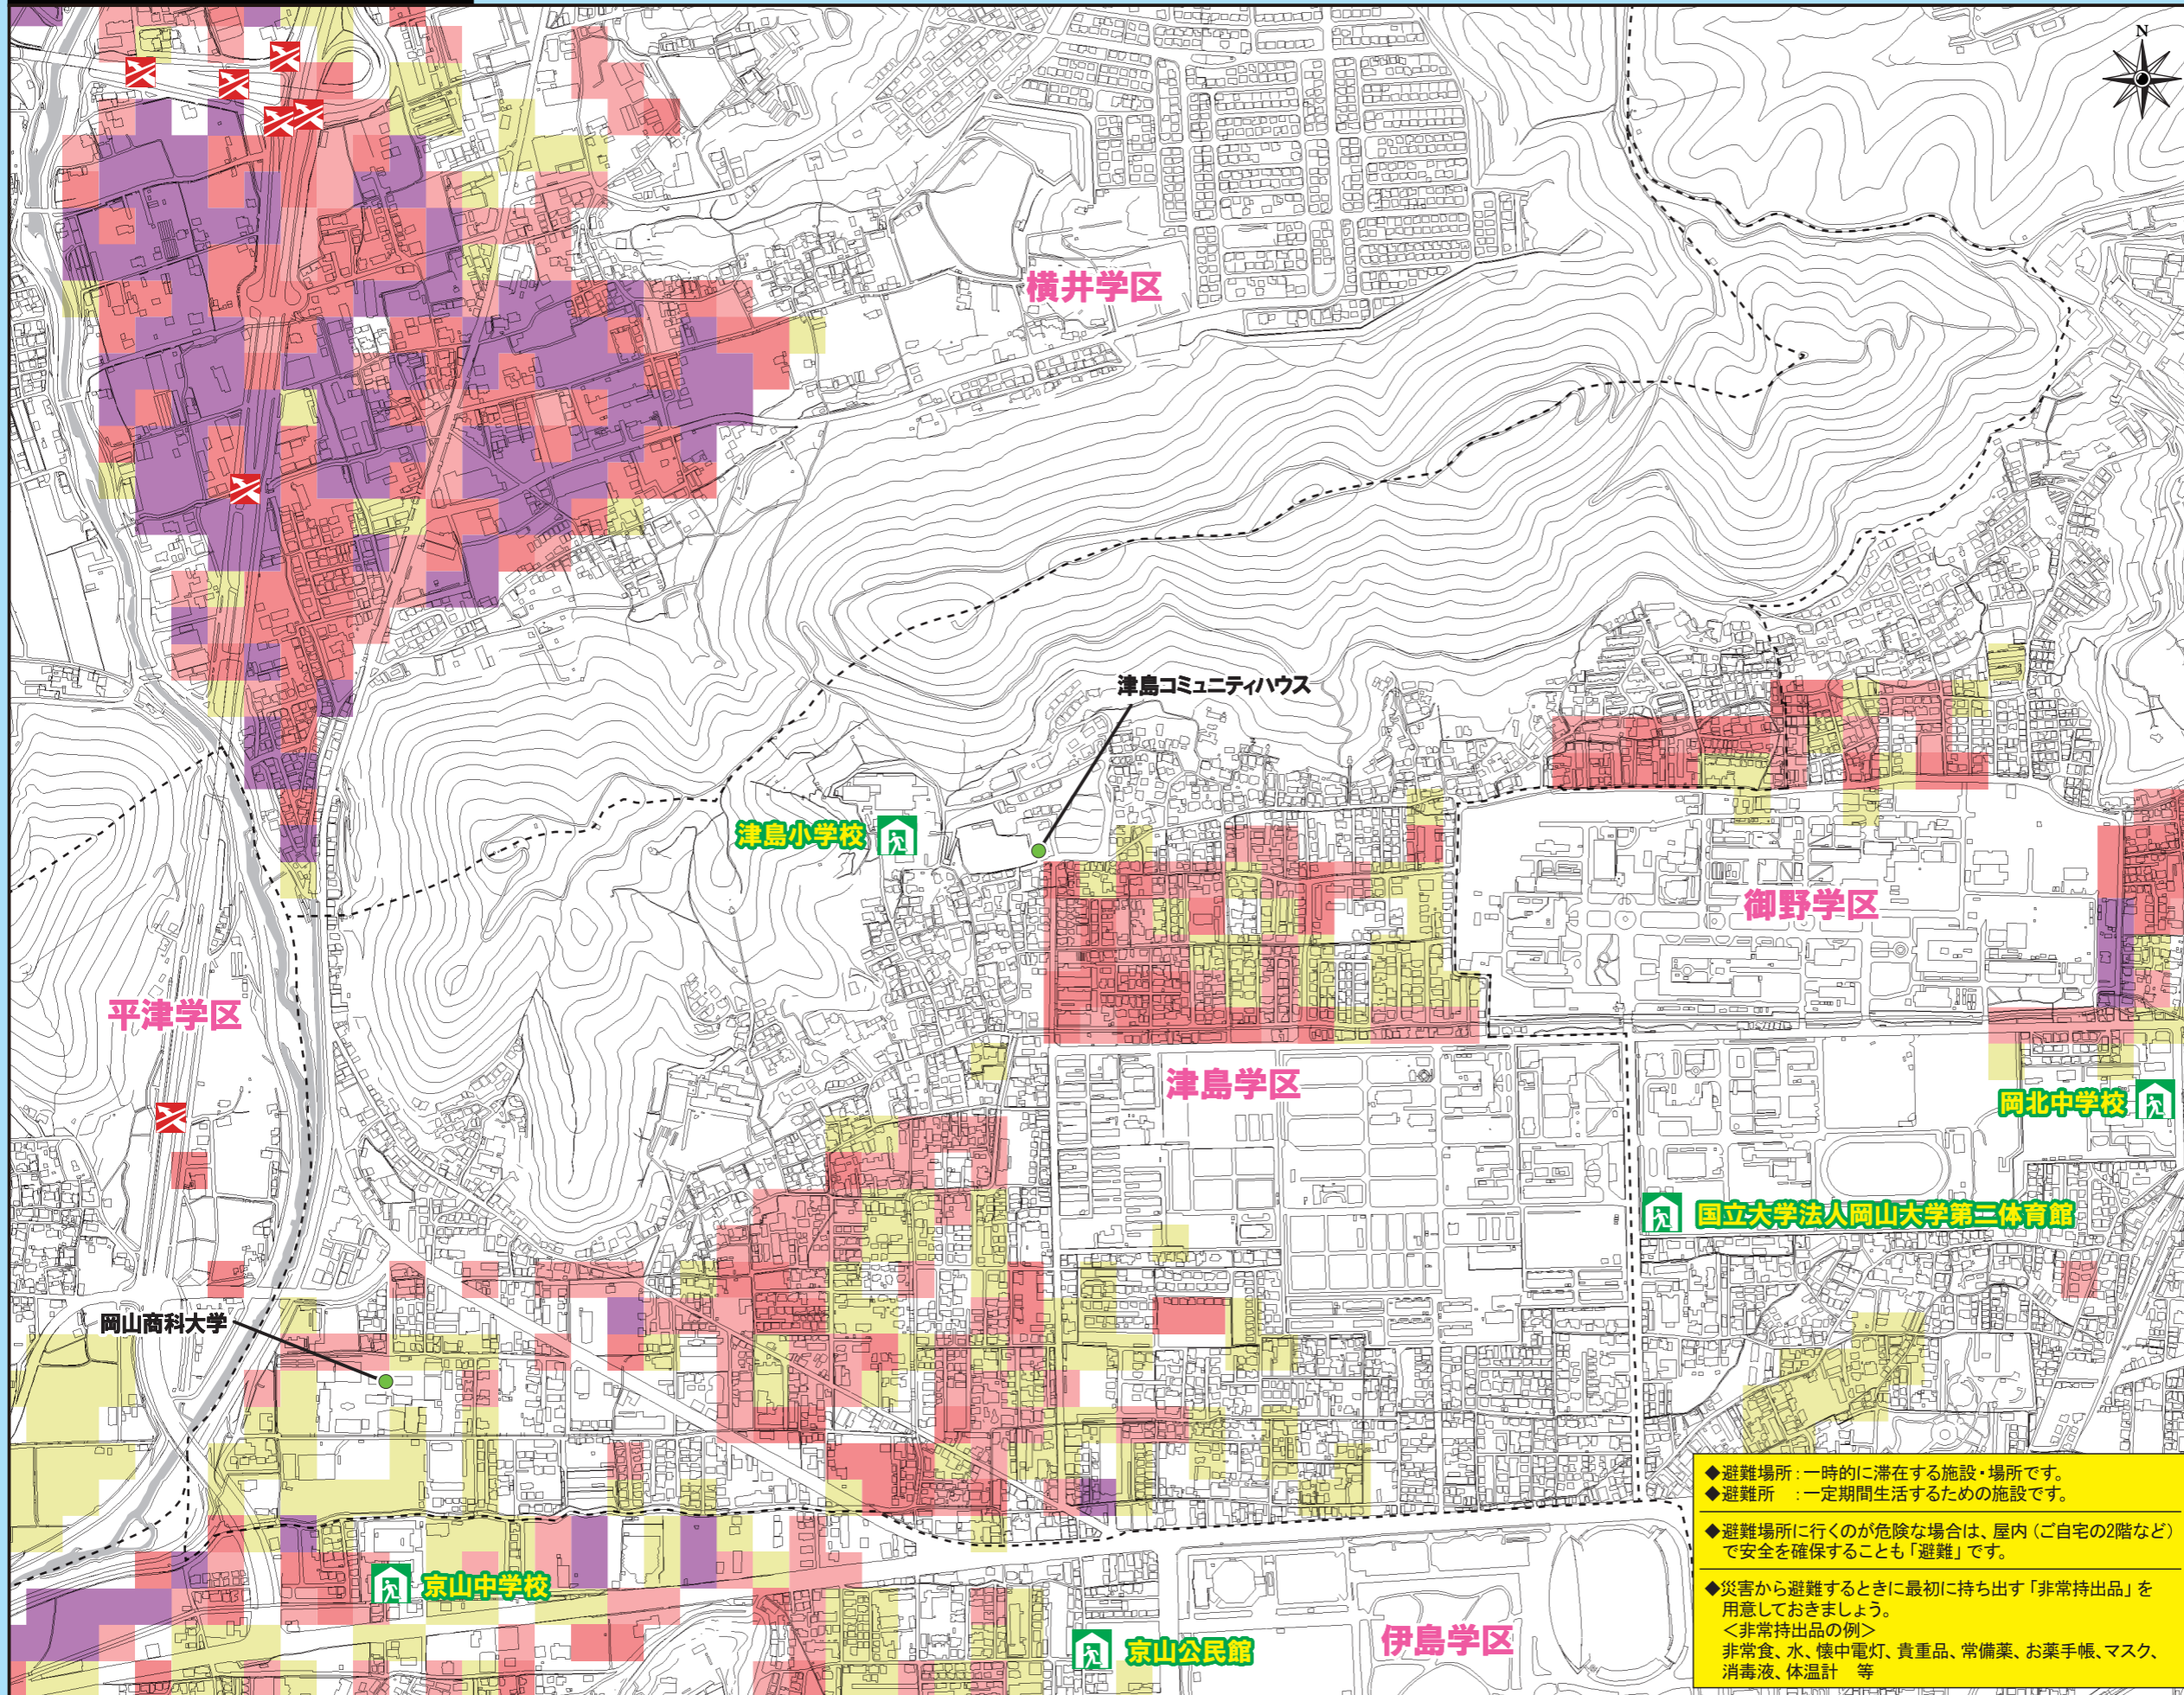 N
横井学区
津島コミュニティハウス
津島小学校
御野学区
平津学区
津島学区
岡北中学校
国立大学法人岡山大学第二体育館
岡山商科大学
京山中学校
京山公民館
伊島学区
◆避難場所：一時的に滞在する施設・場所です。
◆避難所　：一定期間生活するための施設です。
◆避難場所に行くのが危険な場合は、屋内（ご自宅の2階など）
で安全を確保することも「避難」です。
◆災害から避難するときに最初に持ち出す「非常持出品」を
用意しておきましょう。
＜非常持出品の例＞
非常食、水、懐中電灯、貴重品、常備薬、お薬手帳、マスク、
消毒液、体温計　等